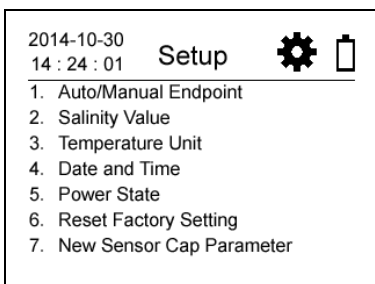 2014-10-30
14 : 24 : 01
Setup
1. Auto/Manual Endpoint
2. Salinity Value
3. Temperature Unit
4. Date and Time
5. Power State
6. Reset Factory Setting
7. New Sensor Cap Parameter